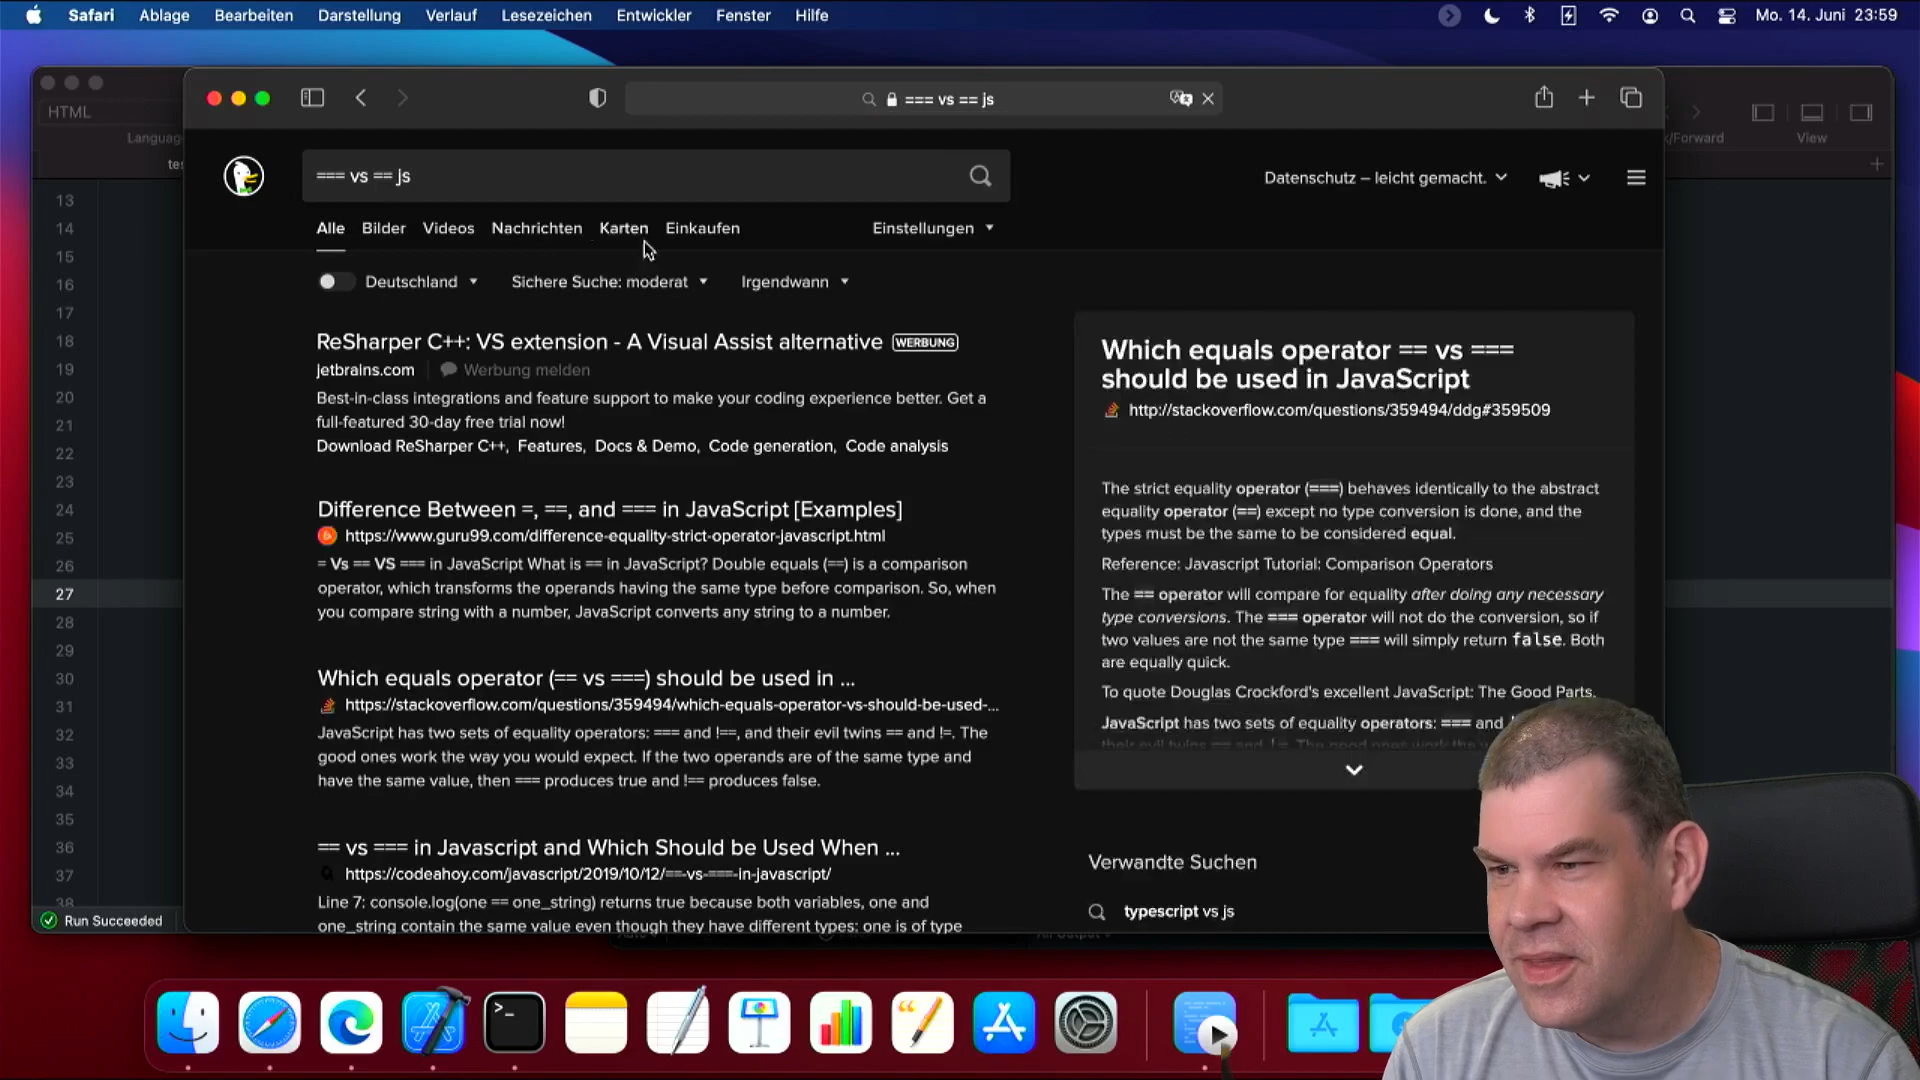 Safari Ablage Bearbeiten Darstellung Verlauf Lesezeichen Entwickler Fenster Hilfe
Mo. 14. Juni 23:59
HTML
=== vs == js
Language
/Forward
View
tes
=== vs == js
Datenschutz – leicht gemacht.
Alle Bilder Videos Nachrichten Karten Einkaufen
Einstellungen
Deutschland
Sichere Suche: moderat
Irgendwann
ReSharper C++: VS extension - A Visual Assist alternative WERBUNG
jetbrains.com
Werbung melden
Best-in-class integrations and feature support to make your coding experience better. Get a
full-featured 30-day free trial now!
Download ReSharper C++, Features, Docs & Demo, Code generation, Code analysis
Difference Between =, ==, and === in JavaScript [Examples]
https://www.guru99.com/difference-equality-strict-operator-javascript.html
= Vs == VS === in JavaScript What is == in JavaScript? Double equals (==) is a comparison
operator, which transforms the operands having the same type before comparison. So, when
you compare string with a number, JavaScript converts any string to a number.
Which equals operator (== vs ===) should be used in ...
https://stackoverflow.com/questions/359494/which-equals-operator-vs-should-be-used-...
JavaScript has two sets of equality operators: === and !==, and their evil twins == and !=. The
good ones work the way you would expect. If the two operands are of the same type and
have the same value, then === produces true and !== produces false.
== vs === in Javascript and Which Should be Used When ...
https://codeahoy.com/javascript/2019/10/12/==-vs-===-in-javascript/
Line 7: console.log(one == one_string) returns true because both variables, one and
one_string contain the same value even though they have different types: one is of type
Which equals operator == vs ===
should be used in JavaScript
http://stackoverflow.com/questions/359494/ddg#359509
The strict equality operator (===) behaves identically to the abstract
equality operator (==) except no type conversion is done, and the
types must be the same to be considered equal.
Reference: Javascript Tutorial: Comparison Operators
The == operator will compare for equality after doing any necessary
type conversions. The === operator will not do the conversion, so if
two values are not the same type === will simply return false. Both
are equally quick.
To quote Douglas Crockford's excellent JavaScript: The Good Parts,
JavaScript has two sets of equality operators: === and
their evil twins == and != The good ones work the
Verwandte Suchen
typescript vs js
13
14
15
16
17
18
19
20
21
22
23
24
25
26
27
28
29
30
31
32
33
34
35
36
37
38
Run Succeeded